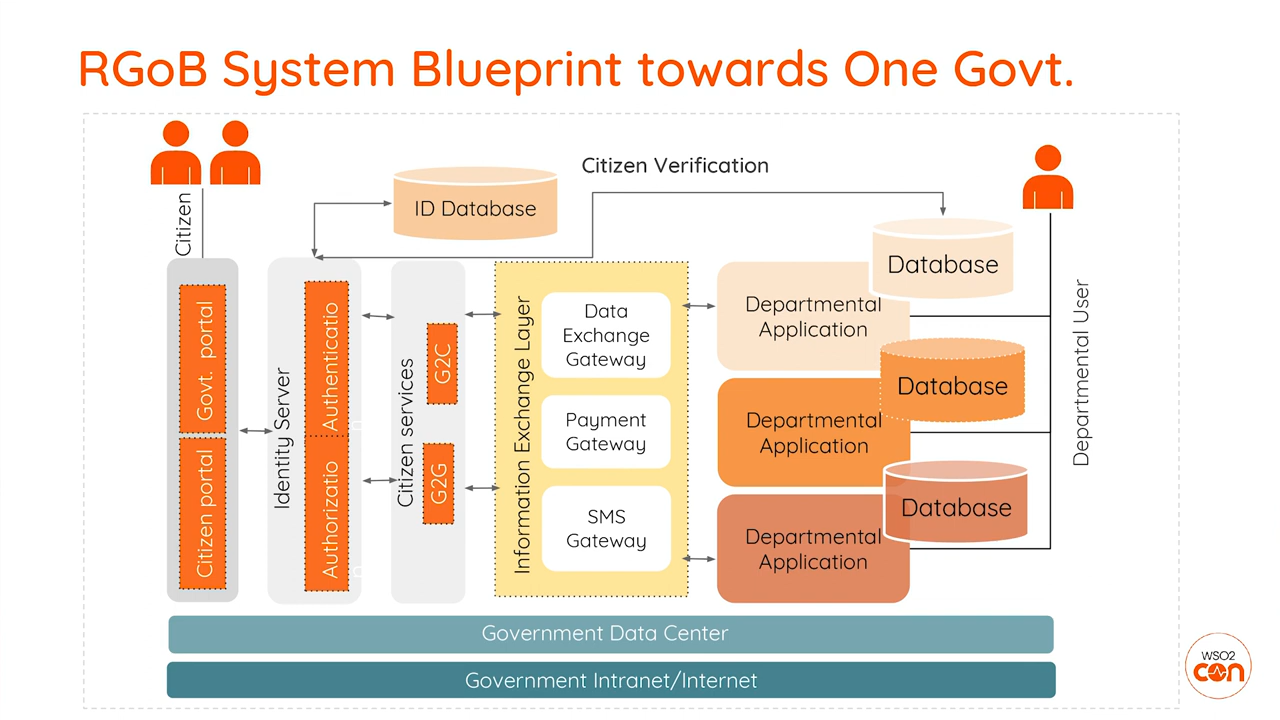 RGoB System Blueprint towards One Govt.
Citizen Verification
ID Database
Citizen
Govt. portal
Citizen portal
Identity Server
Authenticatio
n
Authorizatio
n
Citizen services
G2C
G2G
Information Exchange Layer
Data
Exchange
Gateway
Payment
Gateway
SMS
Gateway
Departmental
Application
Database
Departmental
Application
Database
Departmental
Application
Database
Departmental User
Government Data Center
Government Intranet/Internet
WSO2
con